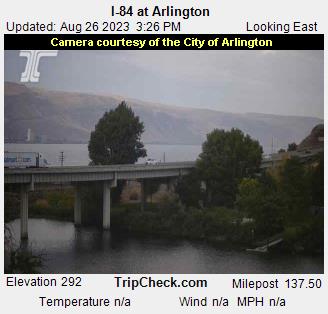 I-84 at Arlington
Updated: Aug 26 2023 3:26 PM Looking East
Camera courtesy of the City of Arlington
Elevation 292 TripCheck.com Milepost 137.50
Temperature n/a Wind n/a MPH n/a